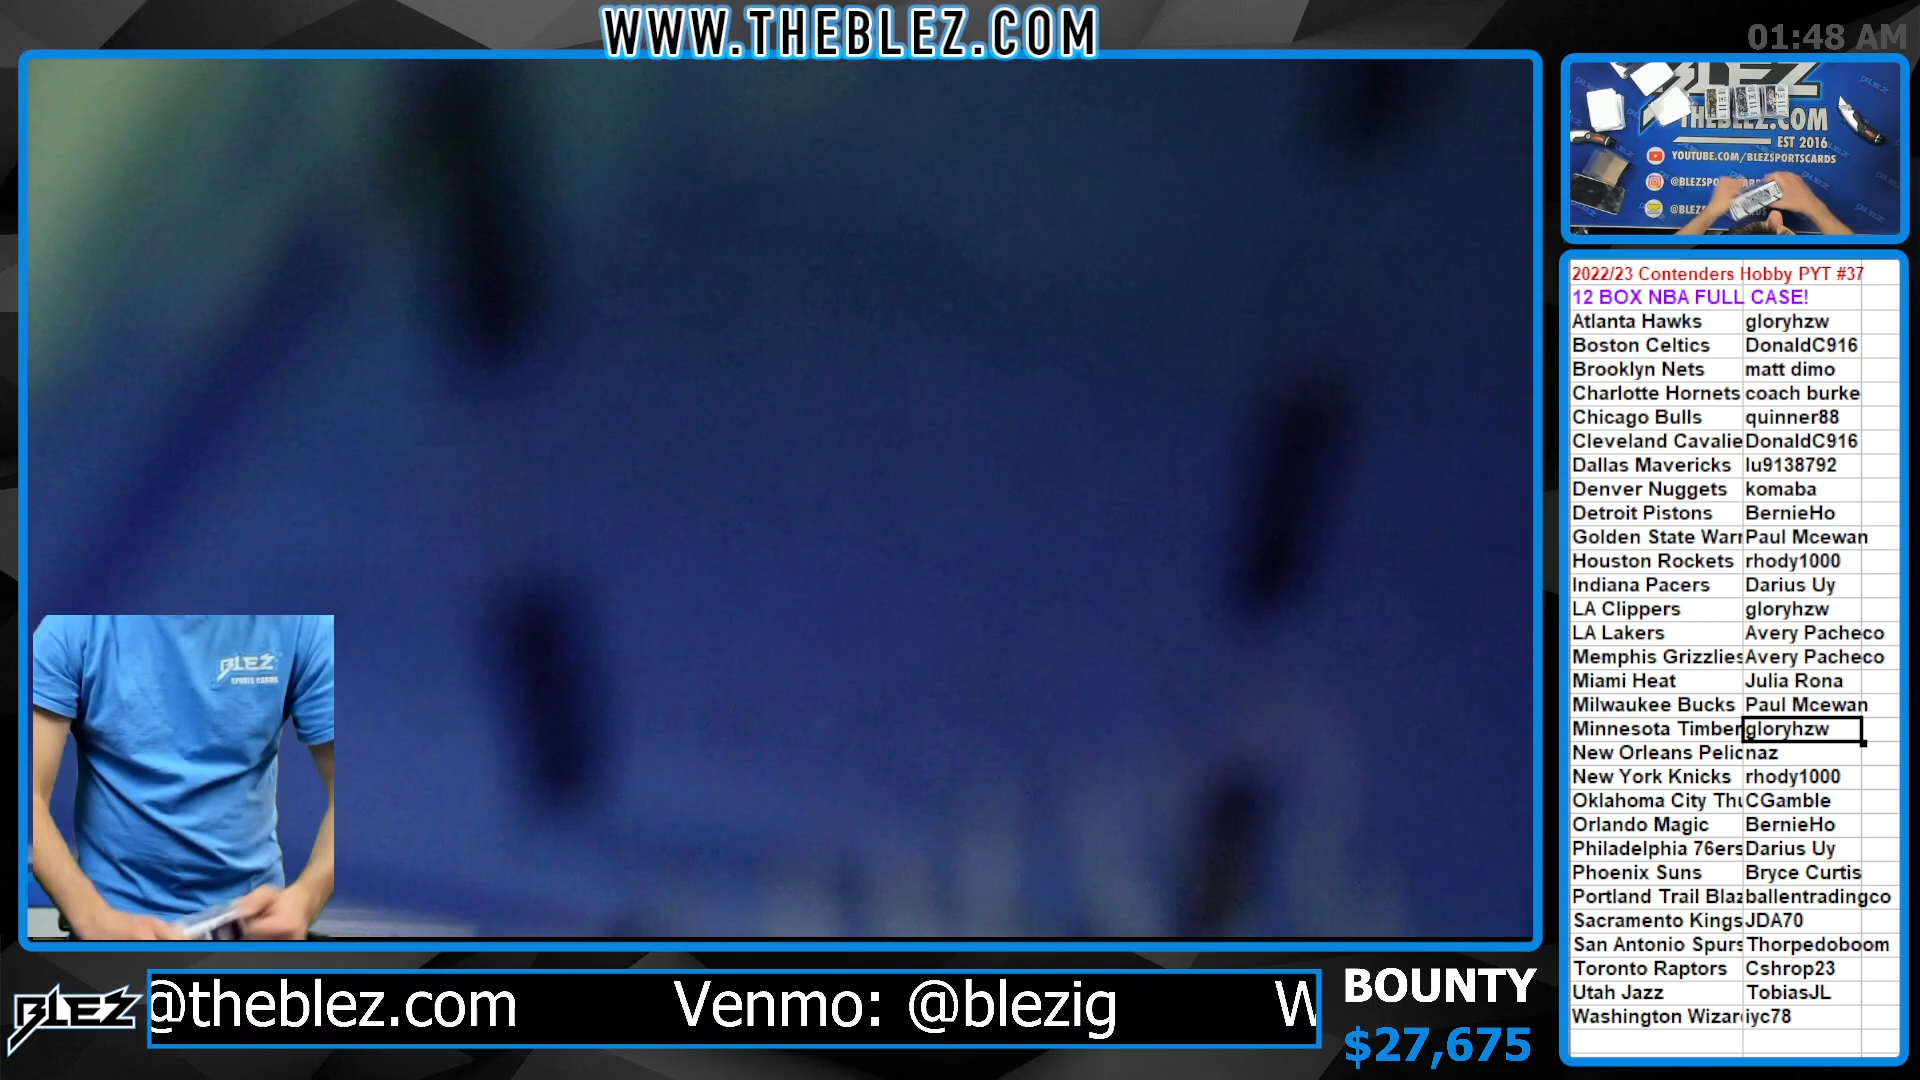 WWW.THEBLEZ.COM
01:48 AM
BLEZ
THEBLEZ.COM
EST 2016
YOUTUBE.COM/BLEZSPORTSCARDS
2022/23 Contenders Hobby PYT #37
12 BOX NBA FULL CASE!
Atlanta Hawks gloryhzw
Boston Celtics DonaldC916
Brooklyn Nets matt dimo
Charlotte Hornets coach burke
Chicago Bulls quinner88
Cleveland Cavalie DonaldC916
Dallas Mavericks lu9138792
Denver Nuggets komaba
Detroit Pistons BernieHo
Golden State Warr Paul Mcewan
Houston Rockets rhody1000
Indiana Pacers Darius Uy
LA Clippers gloryhzw
LA Lakers Avery Pacheco
Memphis Grizzlies Avery Pacheco
Miami Heat Julia Rona
Milwaukee Bucks Paul Mcewan
Minnesota Timber gloryhzw
New Orleans Pelic naz
New York Knicks rhody1000
Oklahoma City Thu CGamble
Orlando Magic BernieHo
Philadelphia 76ers Darius Uy
Phoenix Suns Bryce Curtis
Portland Trail Blaz ballentradingco
Sacramento Kings JDA70
San Antonio Spurs Thorpedoboom
Toronto Raptors Cshrop23
Utah Jazz TobiasJL
Washington Wizar iyc78
BLEZ
SPORTS CARDS
BLEZ
@theblez.com Venmo: @blezig W
BOUNTY
$27,675